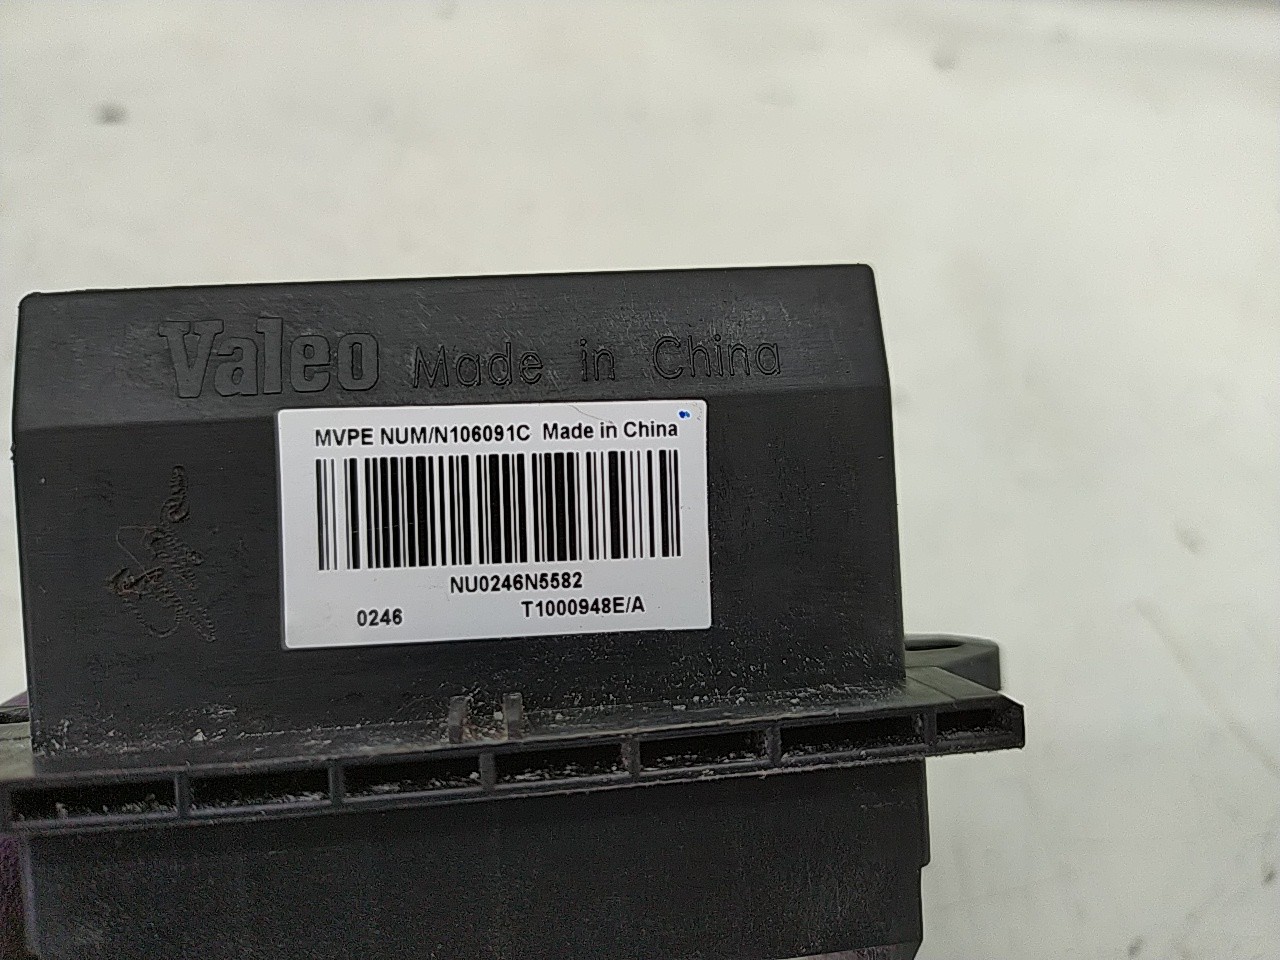 Valeo Made in China
MVPE NUM/N106091C Made in China
NU0246N5582
0246 T1000948E/A